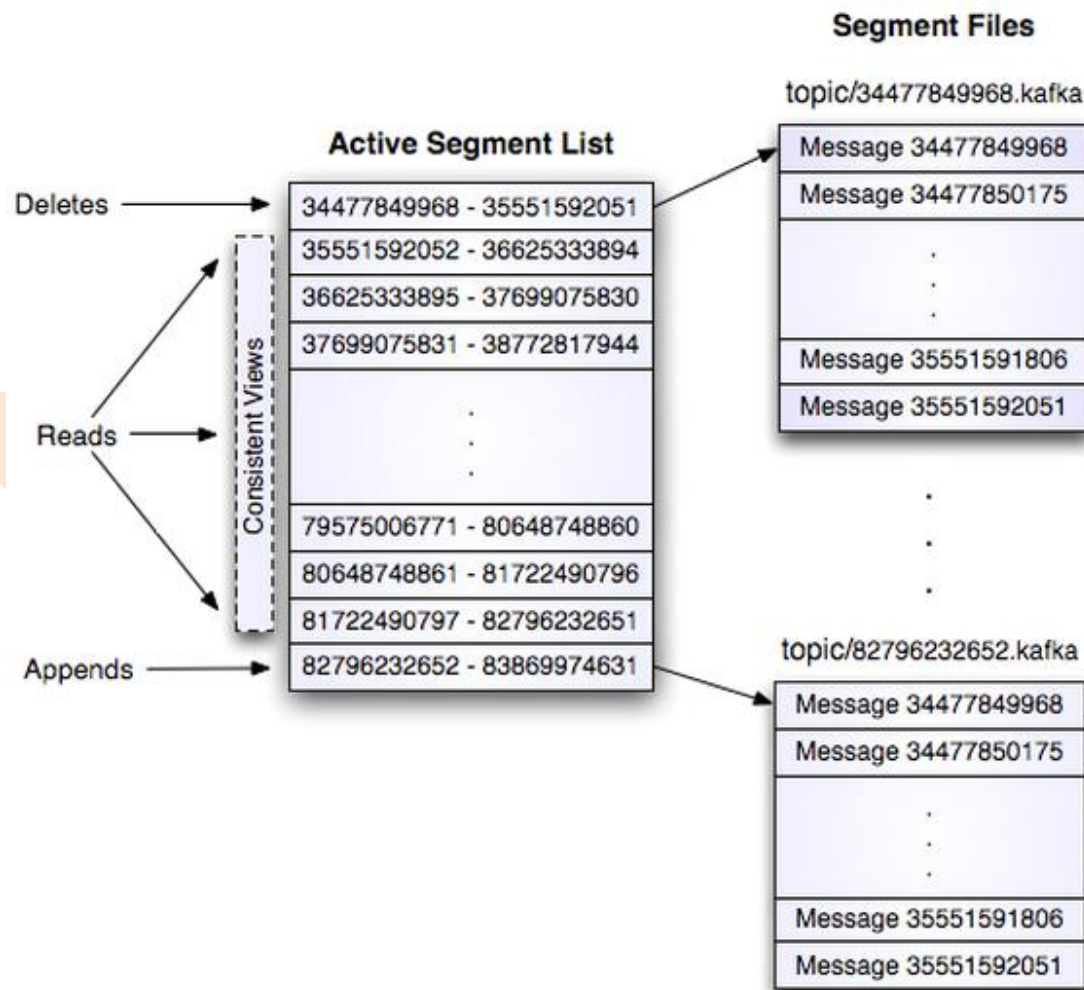 Segment Files
topic/34477849968.kafka
Active Segment List
Message 34477849968
Message 34477850175
.
.
.
Message 35551591806
Message 35551592051
Deletes
34477849968 - 35551592051
35551592052 - 36625333894
36625333895 - 37699075830
37699075831 - 38772817944
.
.
.
79575006771 - 80648748860
80648748861 - 81722490796
81722490797 - 82796232651
82796232652 - 83869974631
Reads
Consistent Views
Appends
.
.
.
topic/82796232652.kafka
Message 34477849968
Message 34477850175
.
.
.
Message 35551591806
Message 35551592051